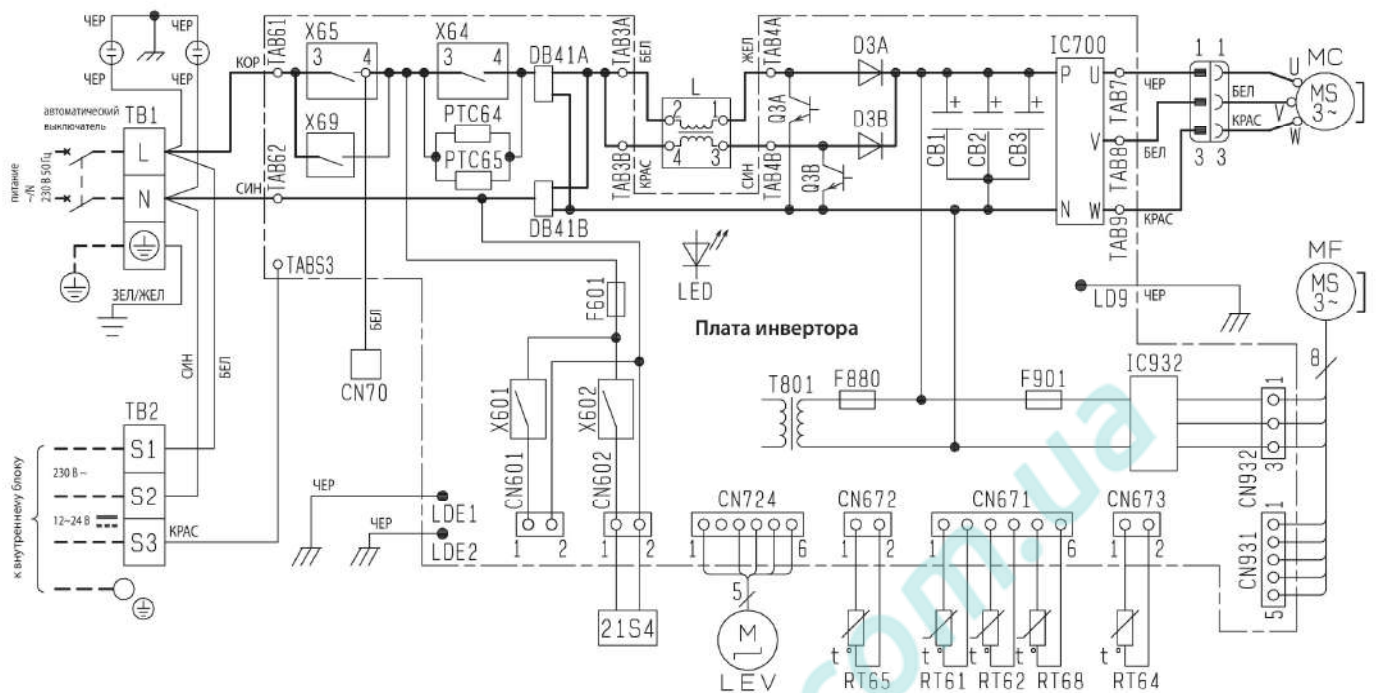 ЧЕР
ЧЕР
ЧЕР
ЧЕР
автоматический
выключатель
TB1
L
N
питание
~/N
230 В 50 Гц
КОР
СИН
ЗЕЛ/ЖЕЛ
СИН
БЕЛ
TB2
S1
S2
S3
230 В ~
12~24 В
к внутреннему блоку
КРАС
TAB61
TAB62
TABS3
X65
3 4
X69
X64
3 4
PTC64
PTC65
DB41A
DB41B
TAB3A
TAB3B
БЕЛ
КРАС
L
2 1
4 3
ЖЕЛ
СИН
TAB4A
TAB4B
Q3A
Q3B
D3A
D3B
CB1
CB2
CB3
+
+
+
IC700
P U
V
N W
TAB7
TAB8
TAB9
ЧЕР
БЕЛ
КРАС
1 1
3 3
БЕЛ
КРАС
U
V
W
MC
MS
3~
LED
Плата инвертора
LD9
ЧЕР
MF
MS
3~
8
БЕЛ
CN70
F601
X601
X602
CN601
CN602
1 2
1 2
21S4
ЧЕР
LDE1
ЧЕР
LDE2
T801
F880
F901
IC932
CN932
1
3
CN931
1
5
CN724
1 6
5
M
LEV
CN672
1 2
t°
RT65
CN671
1 6
t°
RT61
t°
RT62
t°
RT68
CN673
1 2
t°
RT64
com.ua